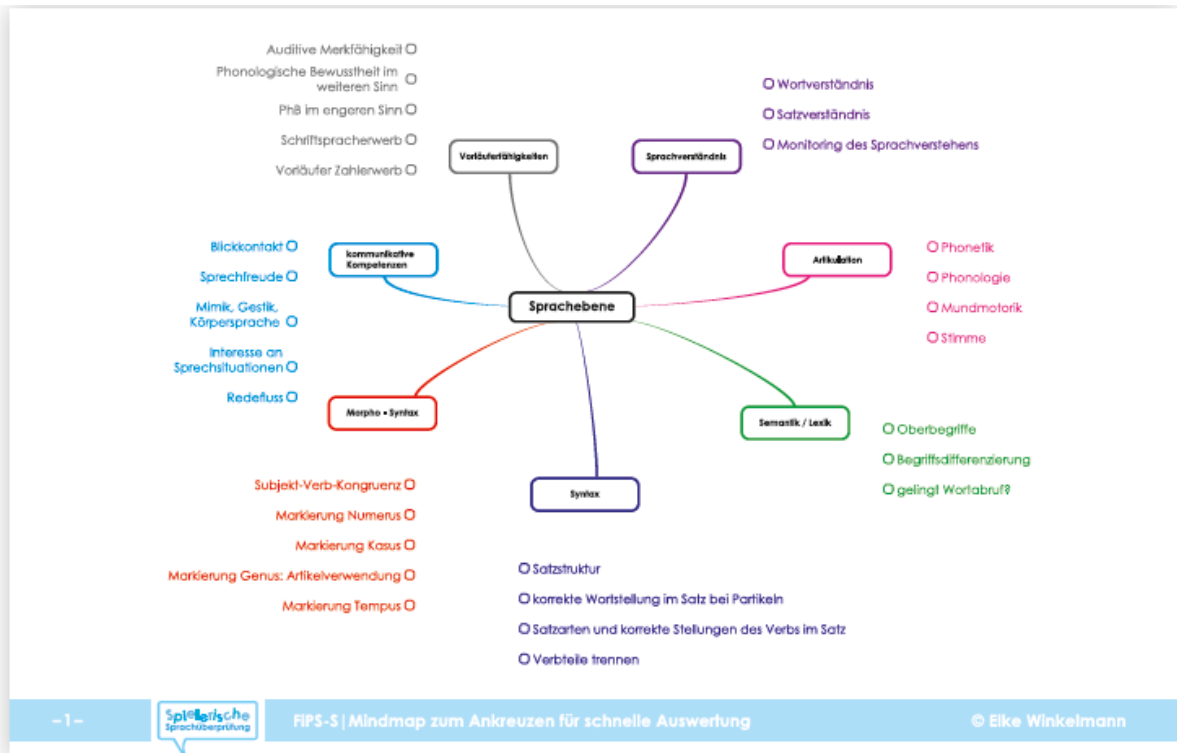 Auditive Merkfähigkeit
Phonologische Bewusstheit im
weiteren Sinn
PhB im engeren Sinn
Schriftspracherwerb
Vorläufer Zahlerwerb
Vorläuferfähigkeiten
Sprachverständnis
Wortverständnis
Satzverständnis
Monitoring des Sprachverstehens
Blickkontakt
Sprechfreude
Mimik, Gestik,
Körpersprache
Interesse an
Sprechsituationen
Redefluss
kommunikative
Kompetenzen
Sprachebene
Artikulation
Phonetik
Phonologie
Mundmotorik
Stimme
Morpho • Syntax
Subjekt-Verb-Kongruenz
Markierung Numerus
Markierung Kasus
Markierung Genus: Artikelverwendung
Markierung Tempus
Syntax
Satzstruktur
korrekte Wortstellung im Satz bei Partikeln
Satzarten und korrekte Stellungen des Verbs im Satz
Verbteile trennen
Semantik / Lexik
Oberbegriffe
Begriffsdifferenzierung
gelingt Wortabruf?
–1–
Spielerische
Sprachüberprüfung
FiPS-S | Mindmap zum Ankreuzen für schnelle Auswertung
© Elke Winkelmann